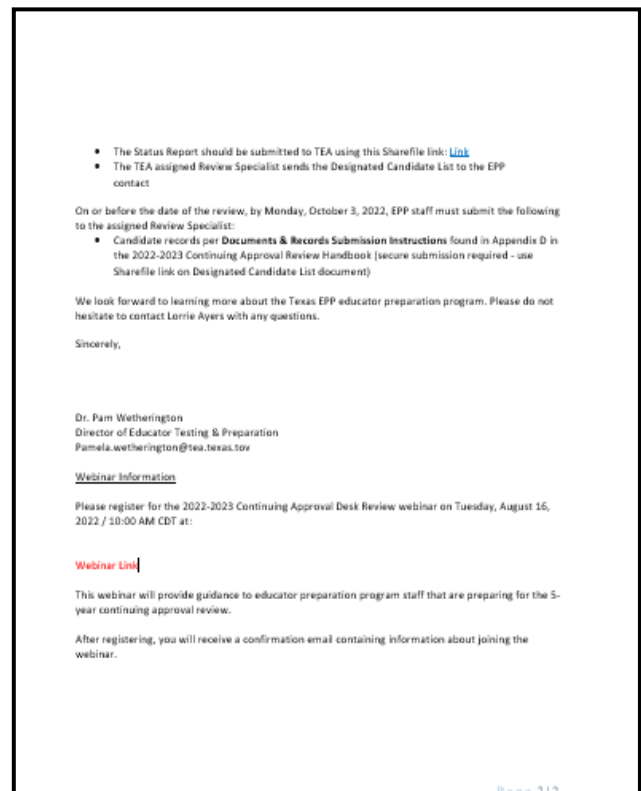 The Status Report should be submitted to TEA using this Sharefile link: Link
The TEA assigned Review Specialist sends the Designated Candidate List to the EPP
contact
On or before the date of the review, by Monday, October 3, 2022, EPP staff must submit the following
to the assigned Review Specialist:
Candidate records per Documents & Records Submission Instructions found in Appendix D in
the 2022-2023 Continuing Approval Review Handbook (secure submission required - use
Sharefile link on Designated Candidate List document)
We look forward to learning more about the Texas EPP educator preparation program. Please do not
hesitate to contact Lorrie Ayers with any questions.
Sincerely,
Dr. Pam Wetherington
Director of Educator Testing & Preparation
Pamela.wetherington@tea.texas.tov
Webinar Information
Please register for the 2022-2023 Continuing Approval Desk Review webinar on Tuesday, August 16,
2022 / 10:00 AM CDT at:
Webinar Link
This webinar will provide guidance to educator preparation program staff that are preparing for the 5-
year continuing approval review.
After registering, you will receive a confirmation email containing information about joining the
webinar.